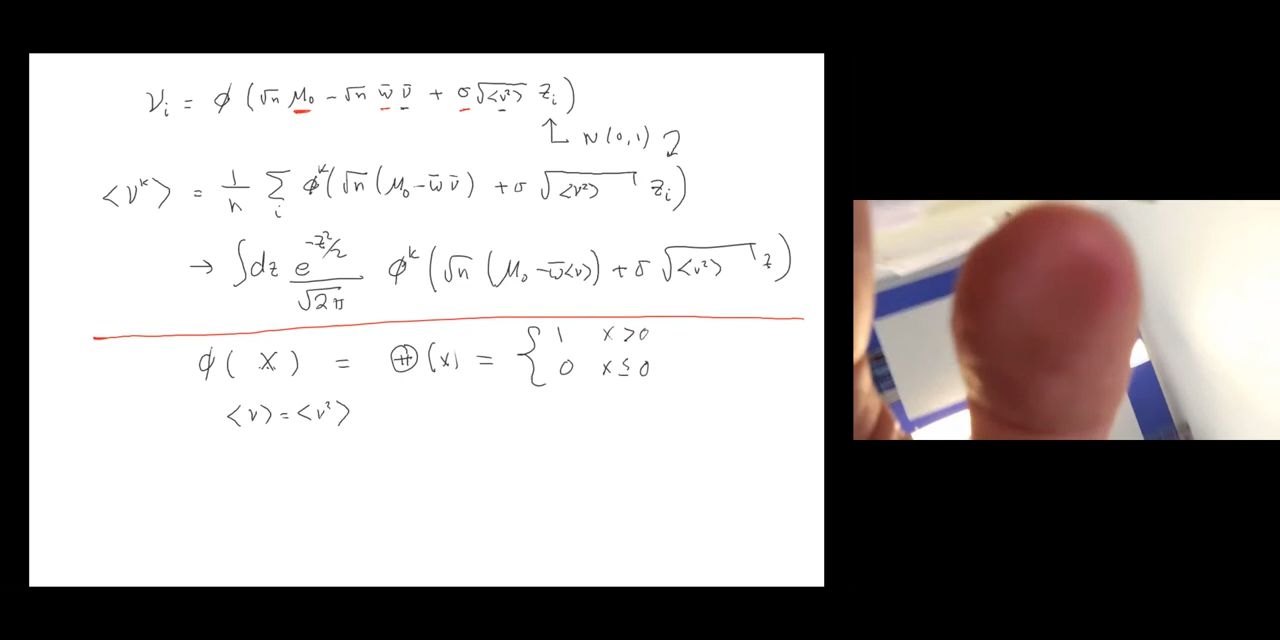 νᵢ = ϕ (√n μ₀ − √n w̄ ν̄ + σ √<ν²> zᵢ)
N(0,1)
<νᵏ> = 1/n Σᵢ ϕᵏ(√n (μ₀ − w̄ ν̄) + σ √<ν²> zᵢ)
→ ∫dz e^(−z²/2)/√2π ϕᵏ(√n (μ₀ − w̄<ν>) + σ √<ν²> z)
ϕ(x) = Ⓗ(x) = { 1 x > 0
0 x ≤ 0
<ν> = <ν²>